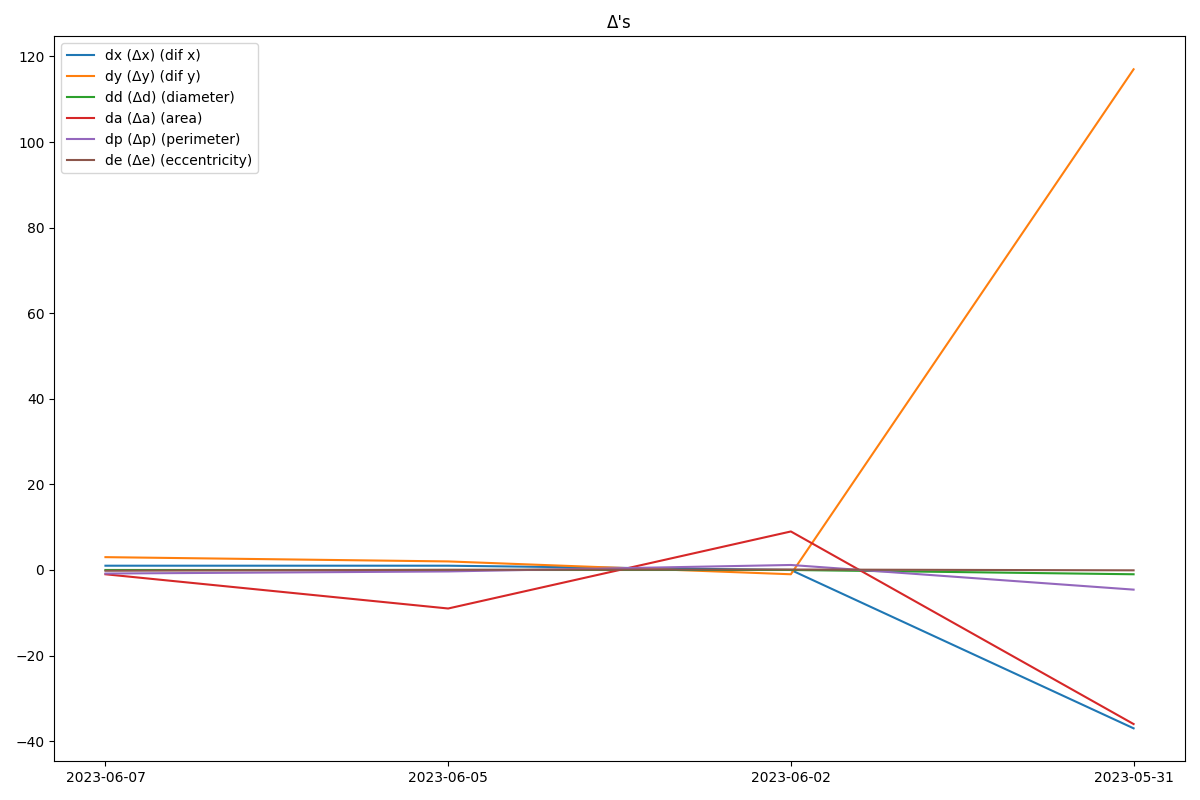 Δ's
dx (Δx) (dif x)
dy (Δy) (dif y)
dd (Δd) (diameter)
da (Δa) (area)
dp (Δp) (perimeter)
de (Δe) (eccentricity)
120
100
80
60
40
20
0
−20
−40
2023-06-07
2023-06-05
2023-06-02
2023-05-31